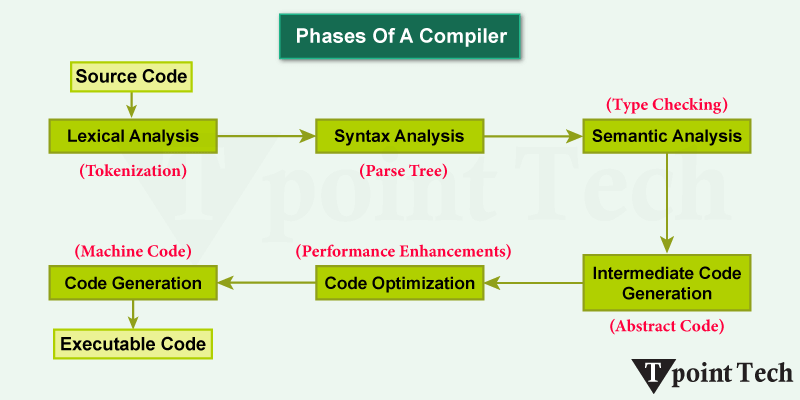 Phases Of A Compiler
Source Code
Lexical Analysis
(Tokenization)
Syntax Analysis
(Parse Tree)
(Type Checking)
Semantic Analysis
Intermediate Code
Generation
(Abstract Code)
(Performance Enhancements)
Code Optimization
(Machine Code)
Code Generation
Executable Code
Tpoint Tech
Tpoint Tech